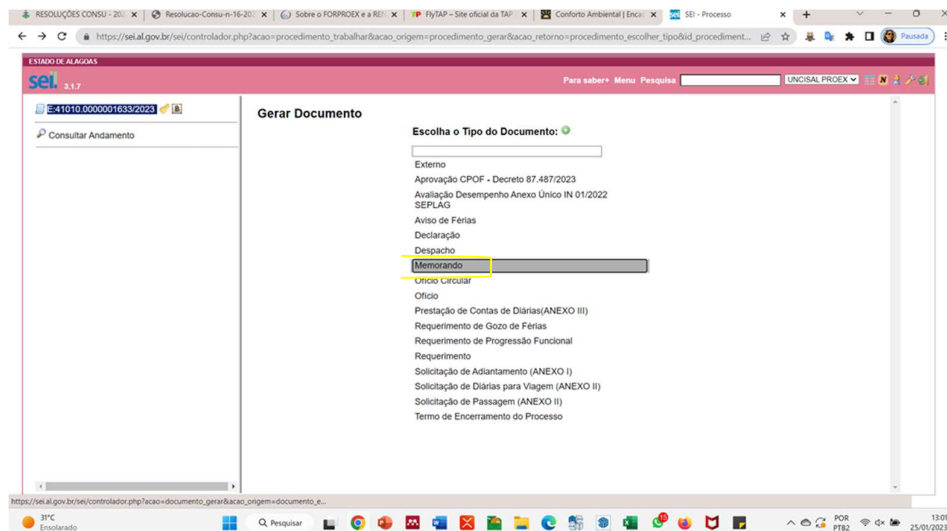 RESOLUÇÕES CONSU - 202
Resolucao-Consu-n-16-202
Sobre o FORPROEX e a REN
FlyTAP – Site oficial da TAP
Conforto Ambiental | Encac
SEI - Processo
https://sei.al.gov.br/sei/controlador.php?acao=procedimento_trabalhar&acao_origem=procedimento_gerar&acao_retorno=procedimento_escolher_tipo&id_procediment...
Pausada
ESTADO DE ALAGOAS
sei. 3.1.7
Para saber+ Menu Pesquisa
UNCISAL PROEX
E:41010.0000001633/2023
Consultar Andamento
Gerar Documento
Escolha o Tipo do Documento:
Externo
Aprovação CPOF - Decreto 87.487/2023
Avaliação Desempenho Anexo Único IN 01/2022
SEPLAG
Aviso de Férias
Declaração
Despacho
Memorando
Ofício Circular
Ofício
Prestação de Contas de Diárias(ANEXO III)
Requerimento de Gozo de Férias
Requerimento de Progressão Funcional
Requerimento
Solicitação de Adiantamento (ANEXO I)
Solicitação de Diárias para Viagem (ANEXO II)
Solicitação de Passagem (ANEXO II)
Termo de Encerramento do Processo
https://sei.al.gov.br/sei/controlador.php?acao=documento_gerar&acao_origem=documento_e...
31°C
Ensolarado
Pesquisar
POR
PTB2
13:01
25/01/2023